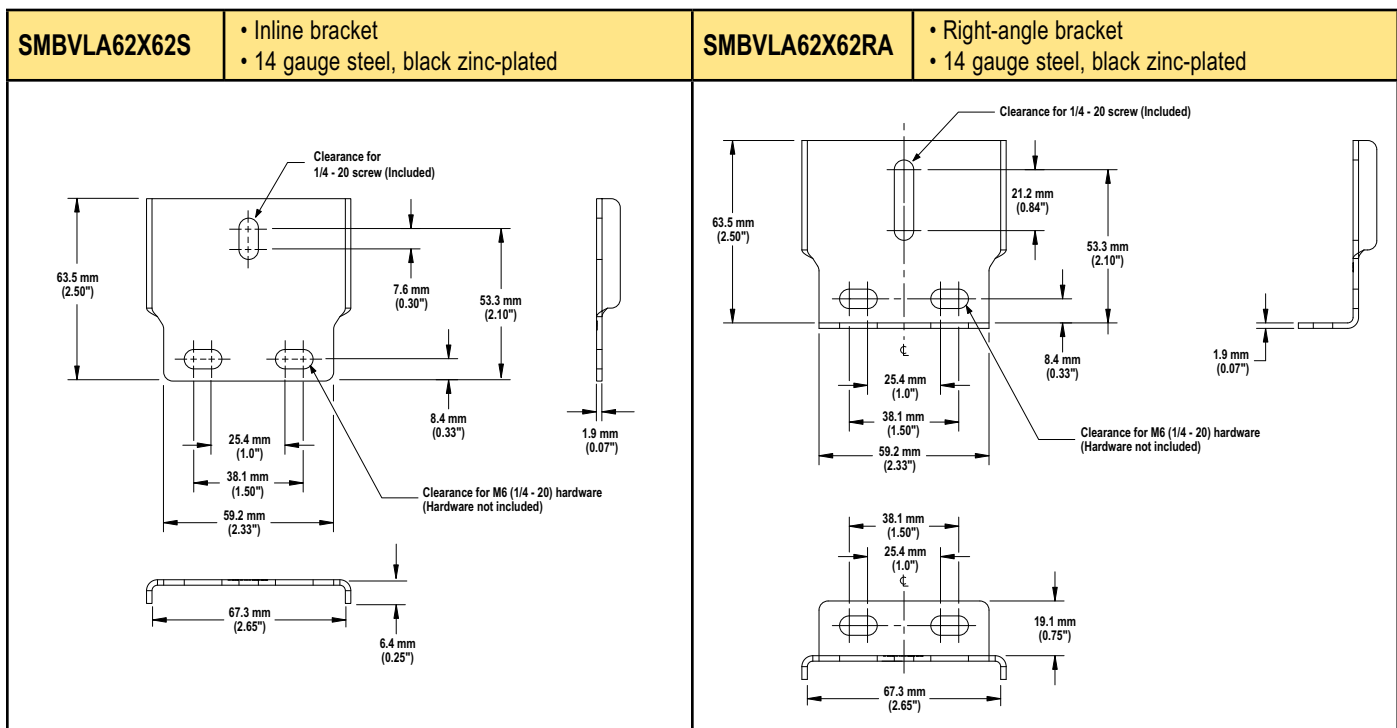 SMBVLA62X62S
• Inline bracket
• 14 gauge steel, black zinc-plated
SMBVLA62X62RA
• Right-angle bracket
• 14 gauge steel, black zinc-plated
Clearance for
1/4 - 20 screw (Included)
63.5 mm
(2.50")
7.6 mm
(0.30")
53.3 mm
(2.10")
8.4 mm
(0.33")
1.9 mm
(0.07")
25.4 mm
(1.0")
38.1 mm
(1.50")
59.2 mm
(2.33")
Clearance for M6 (1/4 - 20) hardware
(Hardware not included)
67.3 mm
(2.65")
6.4 mm
(0.25")
Clearance for 1/4 - 20 screw (Included)
63.5 mm
(2.50")
21.2 mm
(0.84")
53.3 mm
(2.10")
8.4 mm
(0.33")
1.9 mm
(0.07")
℄
25.4 mm
(1.0")
38.1 mm
(1.50")
59.2 mm
(2.33")
Clearance for M6 (1/4 - 20) hardware
(Hardware not included)
38.1 mm
(1.50")
25.4 mm
(1.0")
℄
19.1 mm
(0.75")
67.3 mm
(2.65")